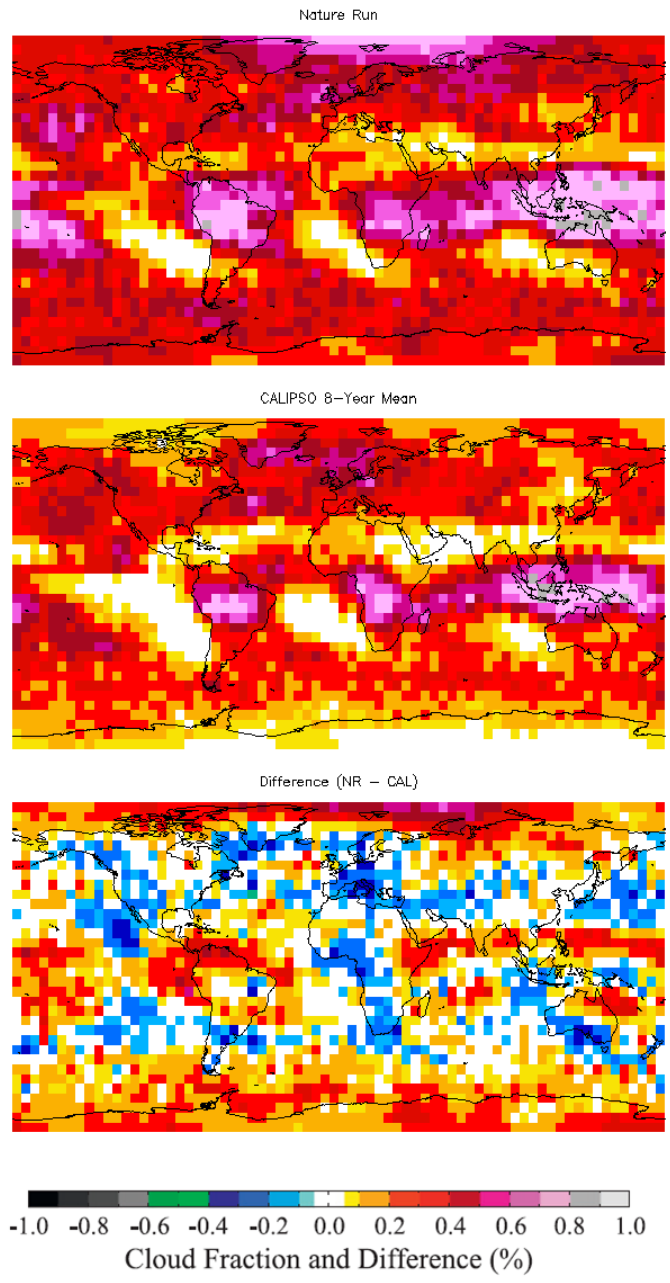 Nature Run
CALIPSO 8-Year Mean
Difference (NR - CAL)
-1.0 -0.8 -0.6 -0.4 -0.2 0.0 0.2 0.4 0.6 0.8 1.0
Cloud Fraction and Difference (%)